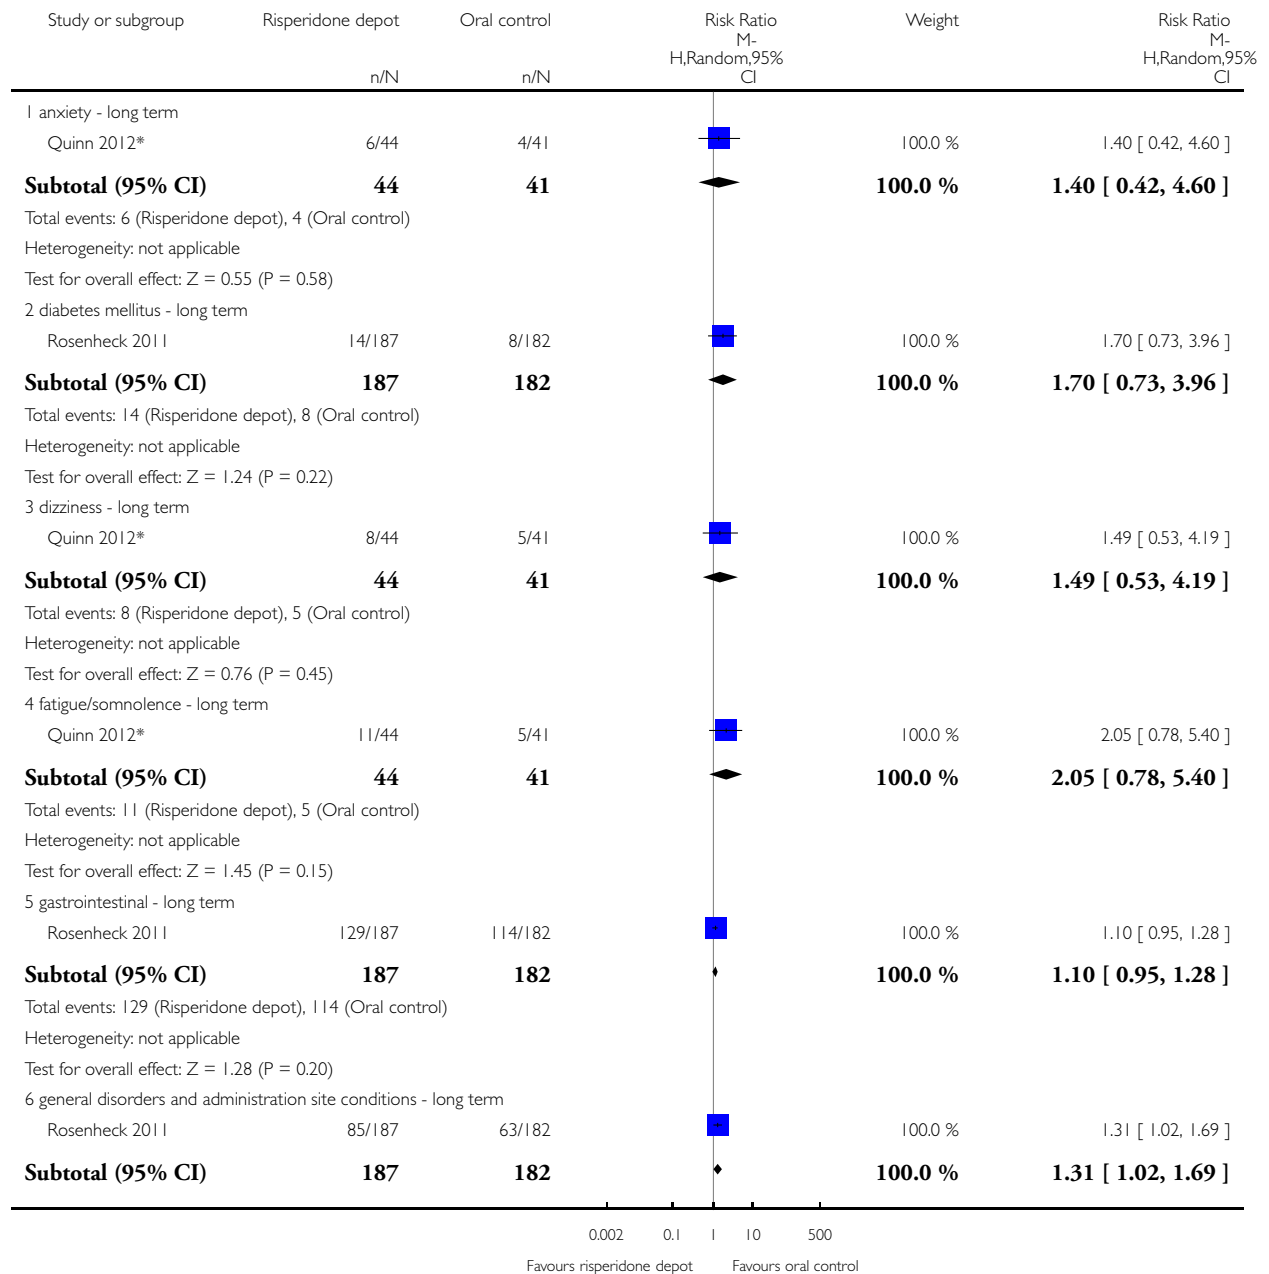 Study or subgroup Risperidone depot Oral control Risk Ratio Weight Risk Ratio
M- M-
H,Random,95% H,Random,95%
n/N n/N CI CI
1 anxiety - long term
Quinn 2012* 6/44 4/41 100.0 % 1.40 [ 0.42, 4.60 ]
Subtotal (95% CI) 44 41 100.0 % 1.40 [ 0.42, 4.60 ]
Total events: 6 (Risperidone depot), 4 (Oral control)
Heterogeneity: not applicable
Test for overall effect: Z = 0.55 (P = 0.58)
2 diabetes mellitus - long term
Rosenheck 2011 14/187 8/182 100.0 % 1.70 [ 0.73, 3.96 ]
Subtotal (95% CI) 187 182 100.0 % 1.70 [ 0.73, 3.96 ]
Total events: 14 (Risperidone depot), 8 (Oral control)
Heterogeneity: not applicable
Test for overall effect: Z = 1.24 (P = 0.22)
3 dizziness - long term
Quinn 2012* 8/44 5/41 100.0 % 1.49 [ 0.53, 4.19 ]
Subtotal (95% CI) 44 41 100.0 % 1.49 [ 0.53, 4.19 ]
Total events: 8 (Risperidone depot), 5 (Oral control)
Heterogeneity: not applicable
Test for overall effect: Z = 0.76 (P = 0.45)
4 fatigue/somnolence - long term
Quinn 2012* 11/44 5/41 100.0 % 2.05 [ 0.78, 5.40 ]
Subtotal (95% CI) 44 41 100.0 % 2.05 [ 0.78, 5.40 ]
Total events: 11 (Risperidone depot), 5 (Oral control)
Heterogeneity: not applicable
Test for overall effect: Z = 1.45 (P = 0.15)
5 gastrointestinal - long term
Rosenheck 2011 129/187 114/182 100.0 % 1.10 [ 0.95, 1.28 ]
Subtotal (95% CI) 187 182 100.0 % 1.10 [ 0.95, 1.28 ]
Total events: 129 (Risperidone depot), 114 (Oral control)
Heterogeneity: not applicable
Test for overall effect: Z = 1.28 (P = 0.20)
6 general disorders and administration site conditions - long term
Rosenheck 2011 85/187 63/182 100.0 % 1.31 [ 1.02, 1.69 ]
Subtotal (95% CI) 187 182 100.0 % 1.31 [ 1.02, 1.69 ]
0.002 0.1 1 10 500
Favours risperidone depot Favours oral control